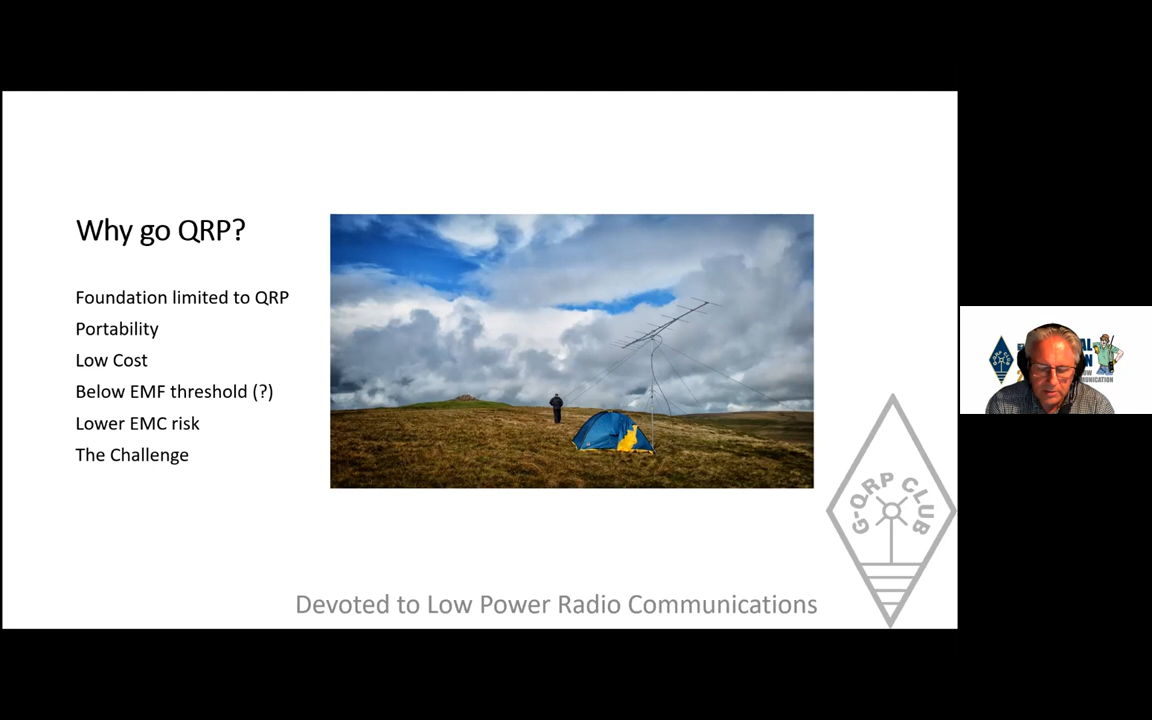 Why go QRP?
Foundation limited to QRP
Portability
Low Cost
Below EMF threshold (?)
Lower EMC risk
The Challenge
G-QRP CLUB
Devoted to Low Power Radio Communications